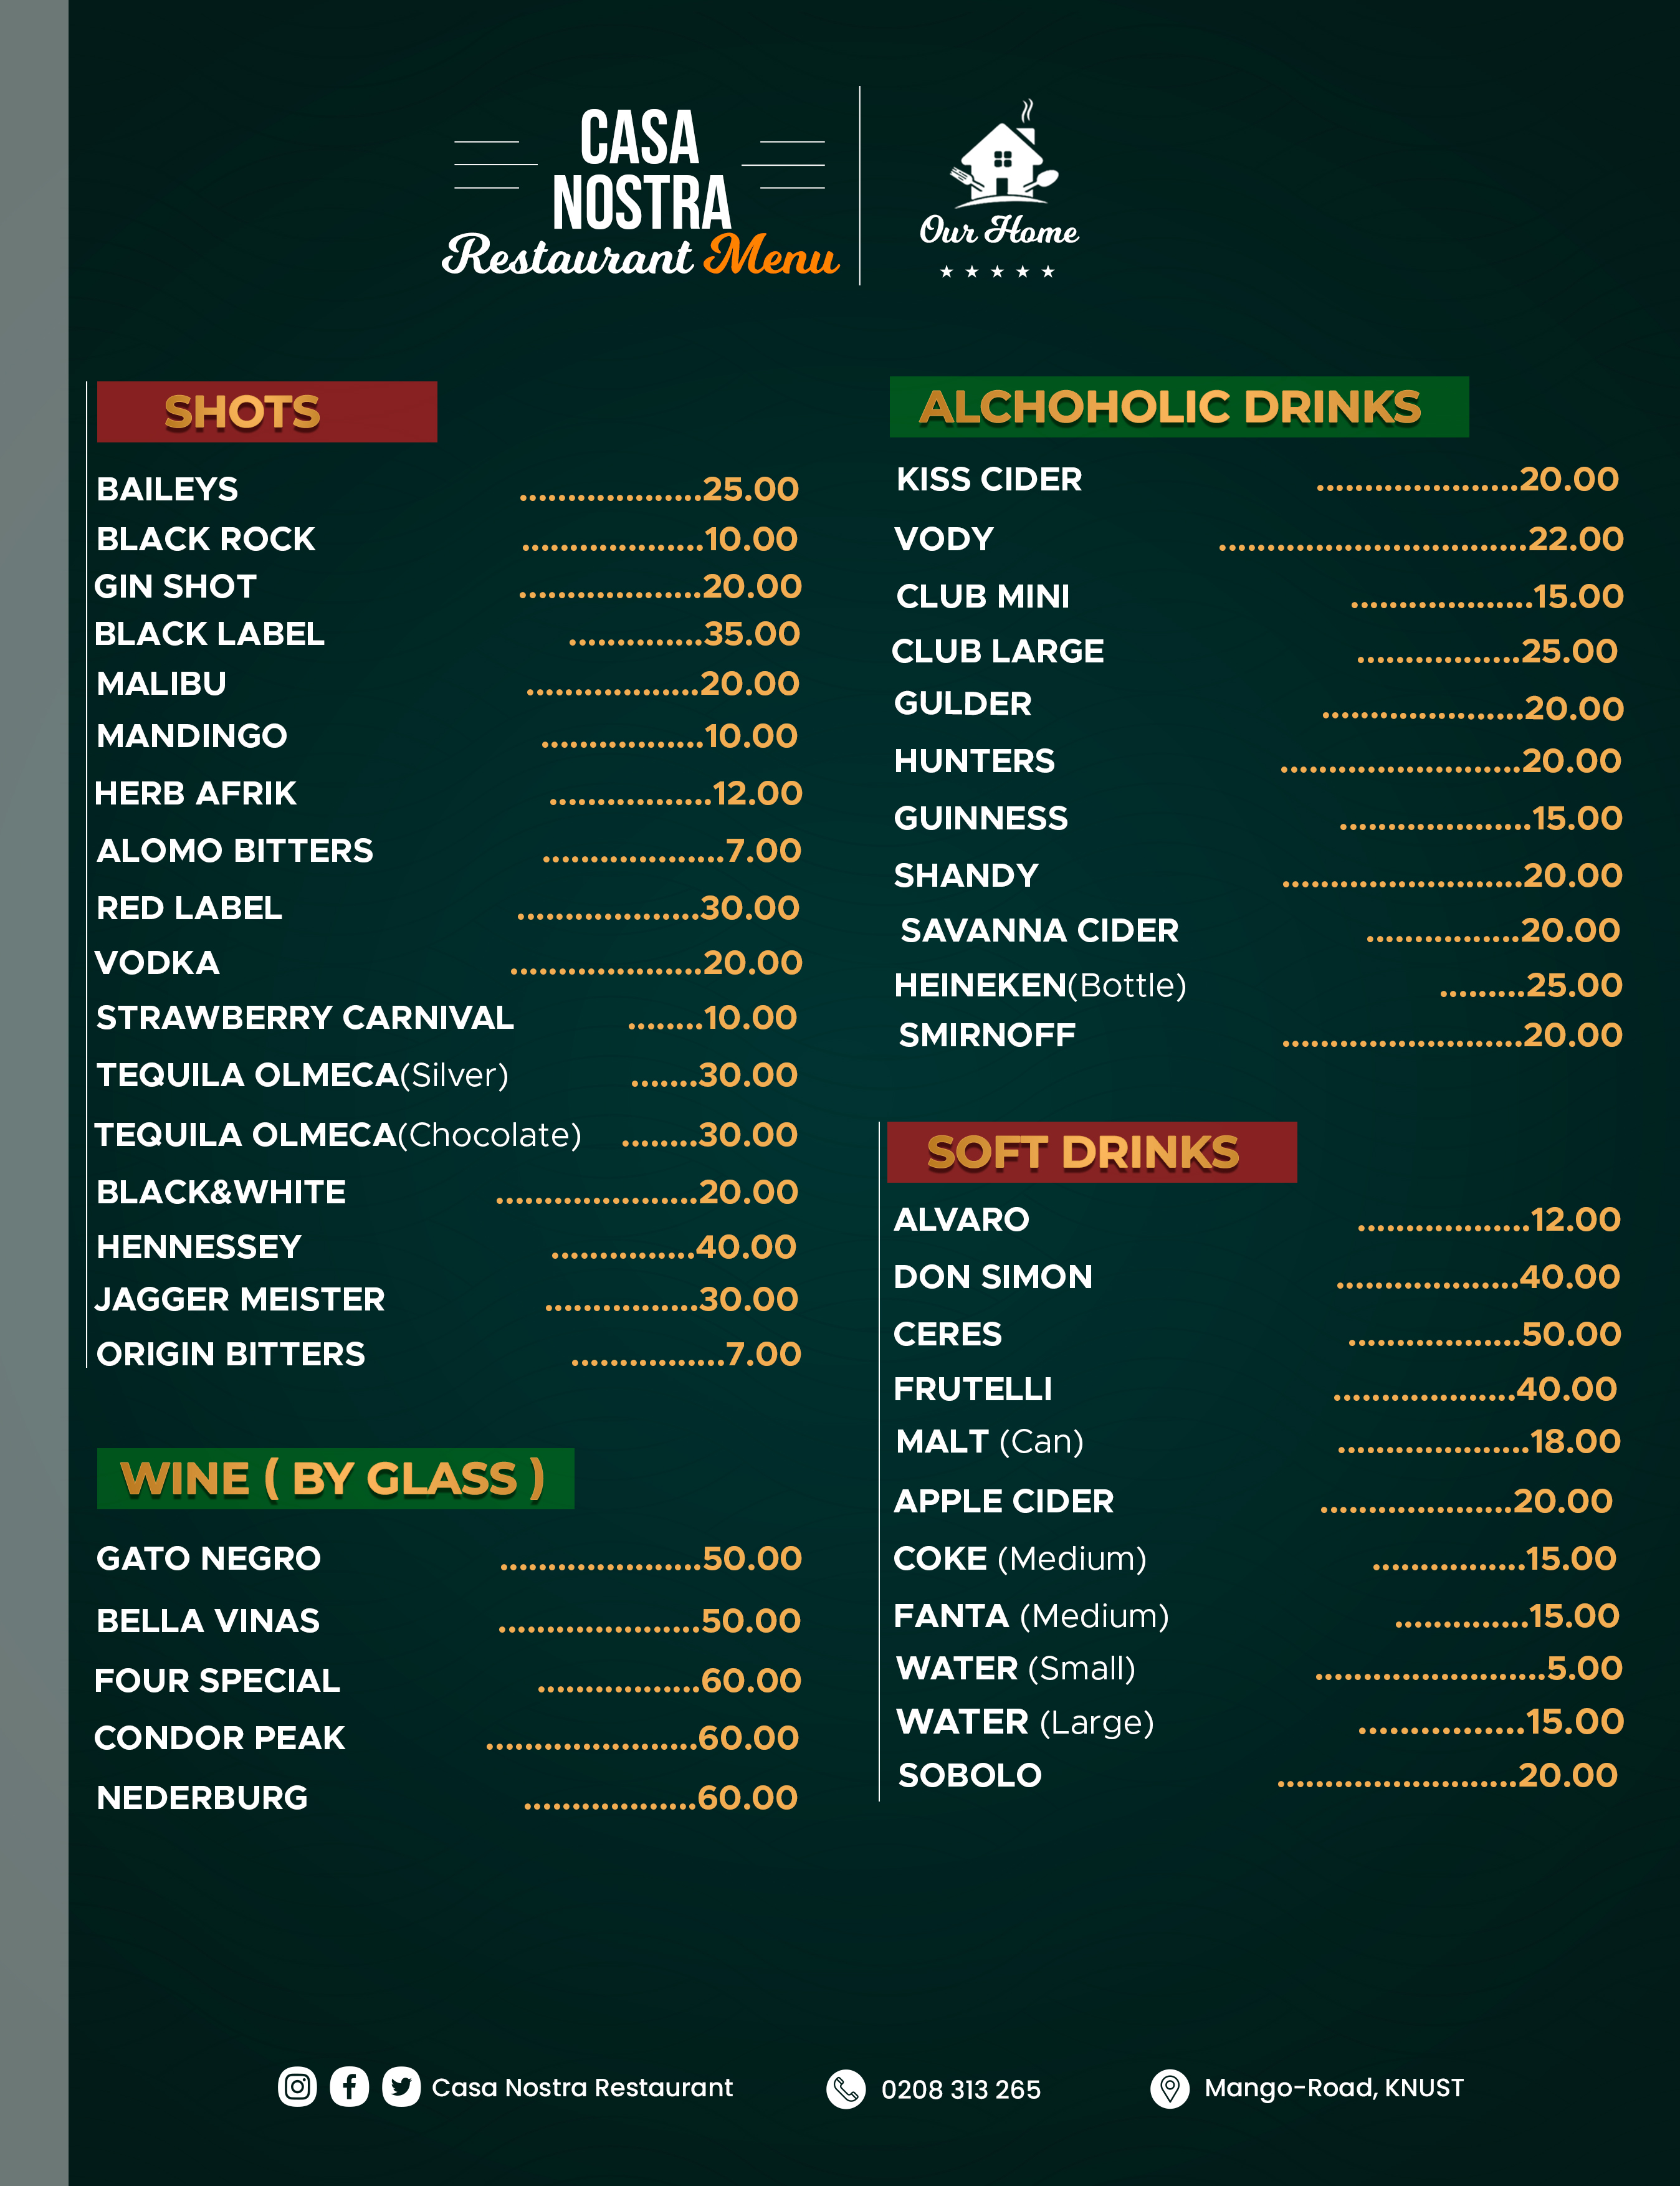 CASA
NOSTRA
Restaurant Menu
Our Home
SHOTS
BAILEYS ...................25.00
BLACK ROCK ...................10.00
GIN SHOT ...................20.00
BLACK LABEL ..............35.00
MALIBU ..................20.00
MANDINGO .................10.00
HERB AFRIK .................12.00
ALOMO BITTERS ...................7.00
RED LABEL ...................30.00
VODKA ....................20.00
STRAWBERRY CARNIVAL ........10.00
TEQUILA OLMECA(Silver) .......30.00
TEQUILA OLMECA(Chocolate) ........30.00
BLACK&WHITE .....................20.00
HENNESSEY ...............40.00
JAGGER MEISTER ................30.00
ORIGIN BITTERS ................7.00
WINE ( BY GLASS )
GATO NEGRO .....................50.00
BELLA VINAS .....................50.00
FOUR SPECIAL .................60.00
CONDOR PEAK ......................60.00
NEDERBURG ..................60.00
ALCHOHOLIC DRINKS
KISS CIDER .....................20.00
VODY ................................22.00
CLUB MINI ...................15.00
CLUB LARGE .................25.00
GULDER .....................20.00
HUNTERS .........................20.00
GUINNESS ....................15.00
SHANDY .........................20.00
SAVANNA CIDER ................20.00
HEINEKEN(Bottle) .........25.00
SMIRNOFF .........................20.00
SOFT DRINKS
ALVARO ..................12.00
DON SIMON ...................40.00
CERES ..................50.00
FRUTELLI ...................40.00
MALT (Can) ....................18.00
APPLE CIDER ....................20.00
COKE (Medium) ................15.00
FANTA (Medium) ..............15.00
WATER (Small) ........................5.00
WATER (Large) .................15.00
SOBOLO .........................20.00
Casa Nostra Restaurant
0208 313 265
Mango-Road, KNUST